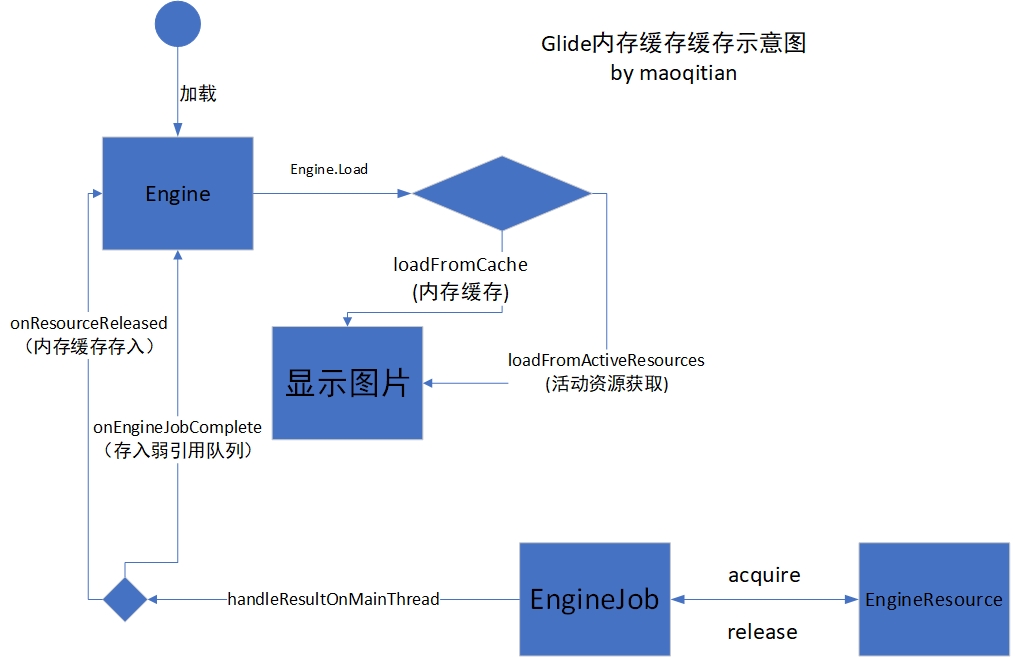 Glide内存缓存缓存示意图
by maoqitian
加载
Engine
Engine.Load
loadFromCache
(内存缓存)
onResourceReleased
（内存缓存存入）
显示图片
loadFromActiveResources
(活动资源获取)
onEngineJobComplete
（存入弱引用队列）
handleResultOnMainThread
EngineJob
acquire
release
EngineResource